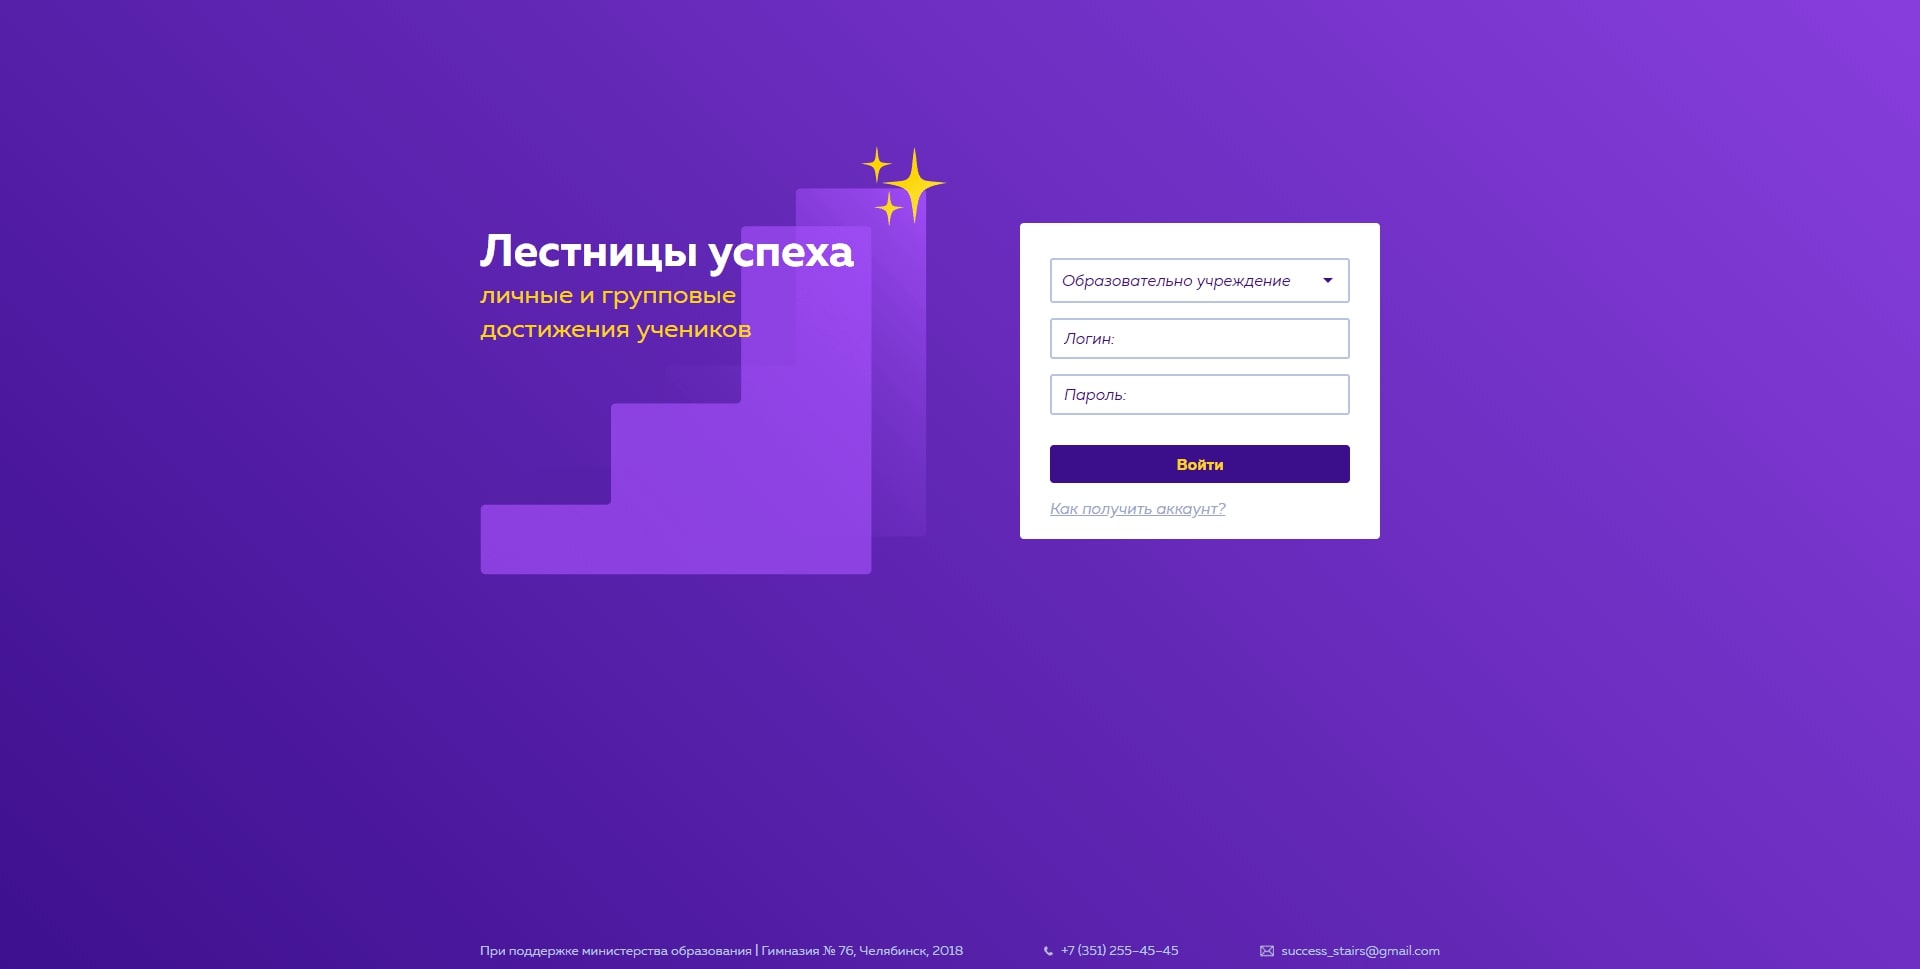 Лестницы успеха
личные и групповые
достижения учеников
Образовательно учреждение
Логин:
Пароль:
Войти
Как получить аккаунт?
При поддержке министерства образования | Гимназия № 76, Челябинск, 2018
+7 (351) 255-45-45
success_stairs@gmail.com